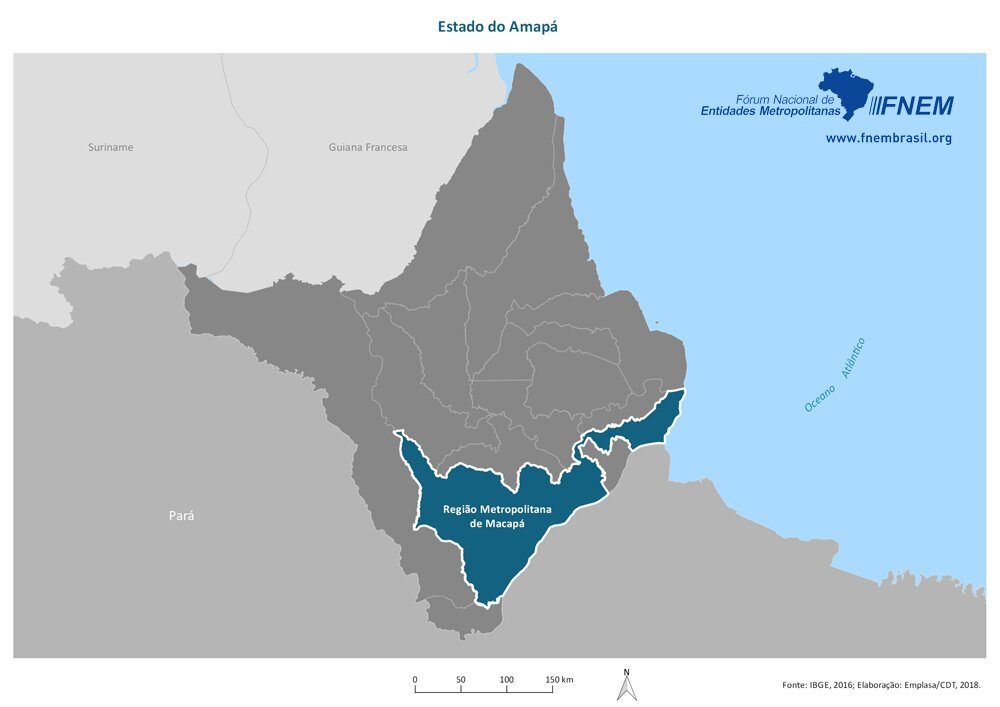 Estado do Amapá
Fórum Nacional de
Entidades Metropolitanas
FNEM
www.fnembrasil.org
Suriname
Guiana Francesa
Oceano Atlântico
Região Metropolitana
de Macapá
Pará
0 50 100 150 km
N
Fonte: IBGE, 2016; Elaboração: Emplasa/CDT, 2018.